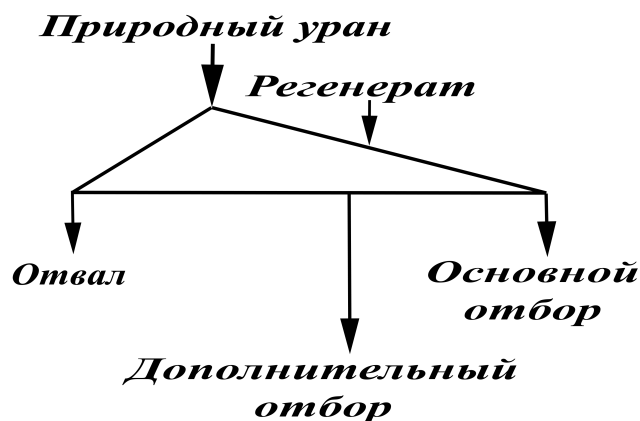 Природный уран
Регенерат
Отвал
Основной
отбор
Дополнительный
отбор